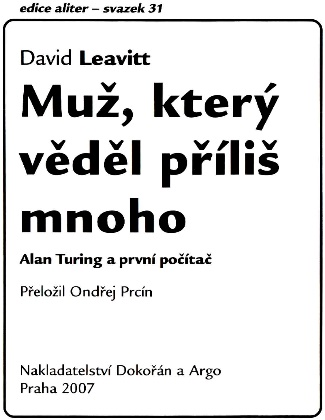 edice aliter – svazek 31
David Leavitt
Muž, který
věděl příliš
mnoho
Alan Turing a první počítač
Přeložil Ondřej Prcín
Nakladatelství Dokořán a Argo
Praha 2007